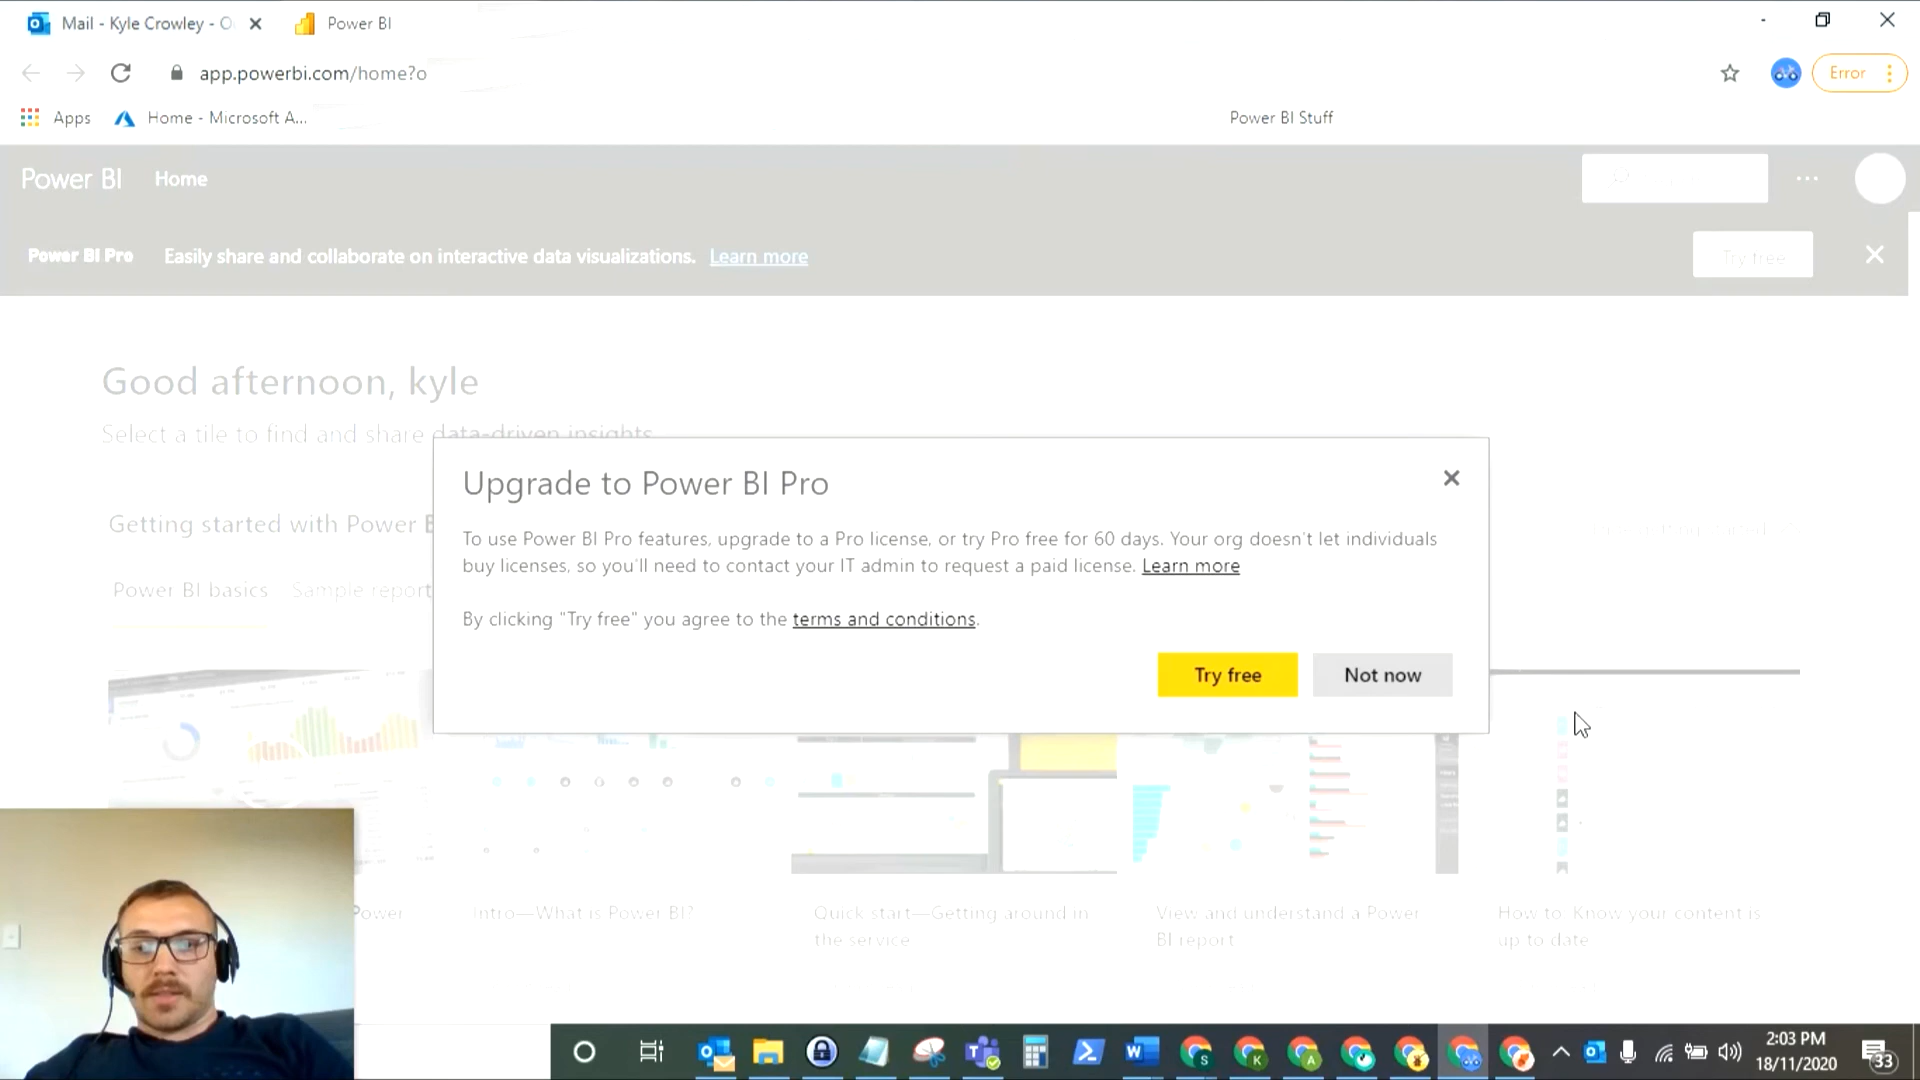 Mail - Kyle Crowley - O
Power BI
app.powerbi.com/home?o
Error
Apps
Home - Microsoft A...
Power BI Stuff
Power BI
Home
Power BI Pro
Easily share and collaborate on interactive data visualizations. Learn more
Try free
Good afternoon, kyle
Select a tile to find and share data-driven insights
Getting started with Power B
Power BI basics
Sample report
Upgrade to Power BI Pro
To use Power BI Pro features, upgrade to a Pro license, or try Pro free for 60 days. Your org doesn't let individuals
buy licenses, so you'll need to contact your IT admin to request a paid license. Learn more
By clicking "Try free" you agree to the terms and conditions.
Try free
Not now
Power
Intro—What is Power BI?
Quick start—Getting around in
the service
View and understand a Power
BI report
How to: Know your content is
up to date
S
K
A
2:03 PM
18/11/2020
33